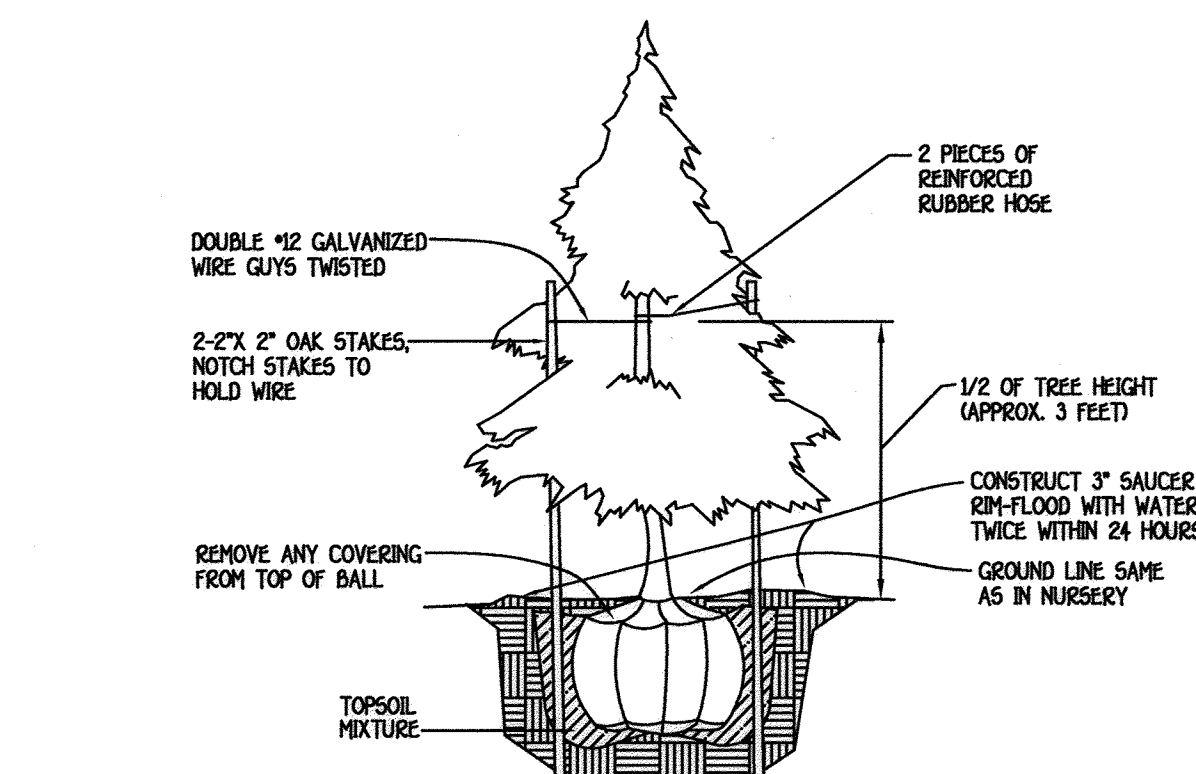 2 PIECES OF
REINFORCED
RUBBER HOSE
DOUBLE #12 GALVANIZED
WIRE GUYS TWISTED
2-2"X 2" OAK STAKES,
NOTCH STAKES TO
HOLD WIRE
1/2 OF TREE HEIGHT
(APPROX. 3 FEET)
CONSTRUCT 3" SAUCER
RIM-FLOOD WITH WATER
TWICE WITHIN 24 HOURS
REMOVE ANY COVERING
FROM TOP OF BALL
GROUND LINE SAME
AS IN NURSERY
TOPSOIL
MIXTURE